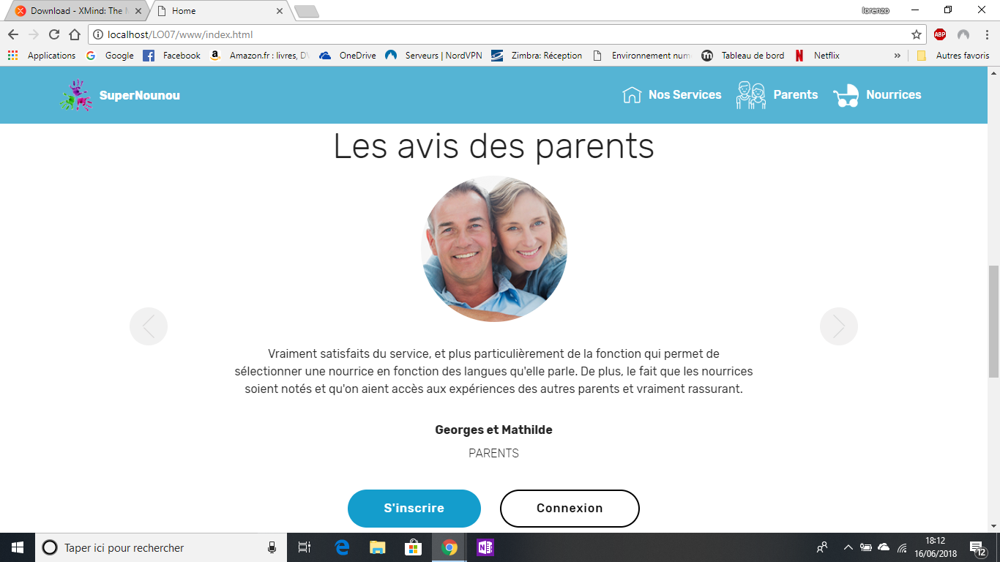 Download - XMind: The M
Home
lorenzo
localhost/LO07/www/index.html
ABP
Applications
Google
Facebook
Amazon.fr : livres, DV
OneDrive
Serveurs | NordVPN
Zimbra: Réception
Environnement num
Tableau de bord
Netflix
»
Autres favoris
SuperNounou
Nos Services
Parents
Nourrices
Les avis des parents
Vraiment satisfaits du service, et plus particulièrement de la fonction qui permet de
sélectionner une nourrice en fonction des langues qu'elle parle. De plus, le fait que les nourrices
soient notés et qu'on aient accès aux expériences des autres parents et vraiment rassurant.
Georges et Mathilde
PARENTS
S'inscrire
Connexion
Taper ici pour rechercher
18:12
16/06/2018
12